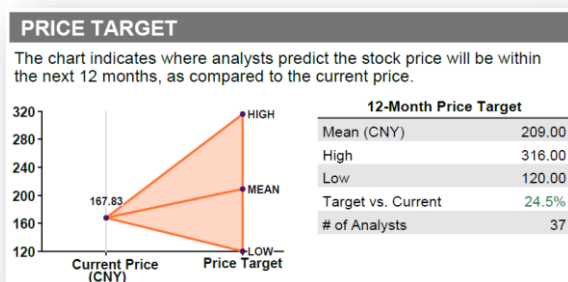 PRICE TARGET
The chart indicates where analysts predict the stock price will be within
the next 12 months, as compared to the current price.
320
280
240
200
160
120
167.83
HIGH
MEAN
LOW
Current Price
(CNY)
Price Target
12-Month Price Target
Mean (CNY) 209.00
High 316.00
Low 120.00
Target vs. Current 24.5%
# of Analysts 37